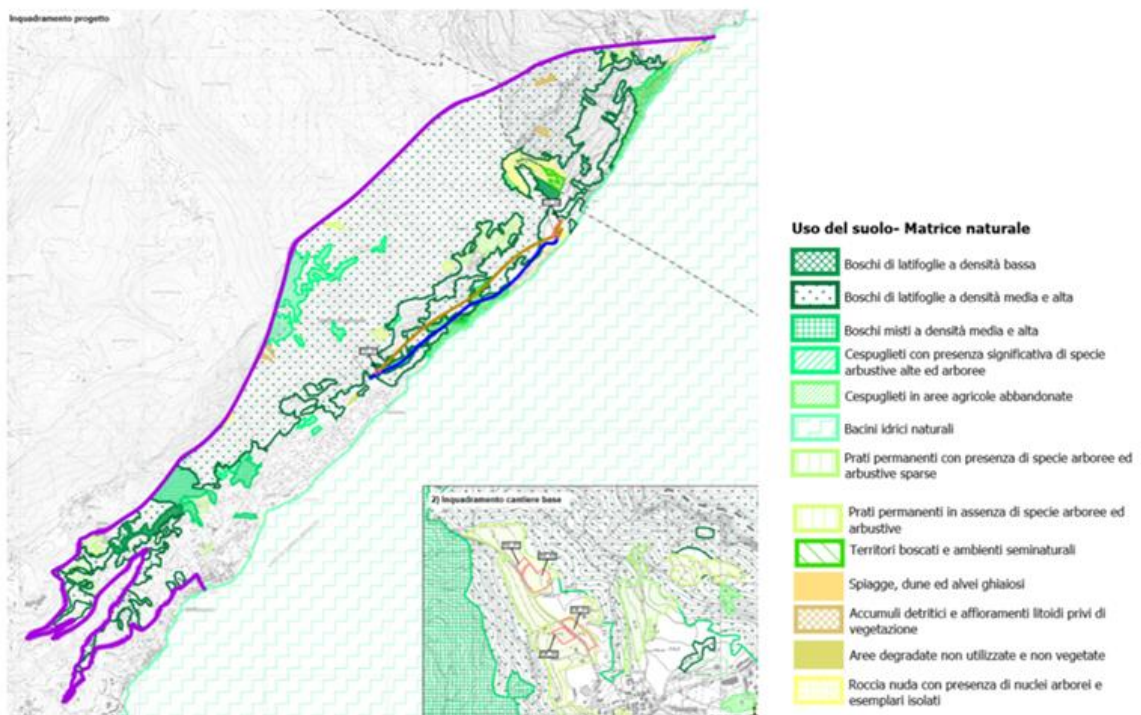 Inquadramento progetto
2) Inquadramento cantiere base
Uso del suolo- Matrice naturale
Boschi di latifoglie a densità bassa
Boschi di latifoglie a densità media e alta
Boschi misti a densità media e alta
Cespuglieti con presenza significativa di specie
arbustive alte ed arboree
Cespuglieti in aree agricole abbandonate
Bacini idrici naturali
Prati permanenti con presenza di specie arboree ed
arbustive sparse
Prati permanenti in assenza di specie arboree ed
arbustive
Territori boscati e ambienti seminaturali
Spiagge, dune ed alvei ghiaiosi
Accumuli detritici e affioramenti litoidi privi di
vegetazione
Aree degradate non utilizzate e non vegetate
Roccia nuda con presenza di nuclei arborei e
esemplari isolati